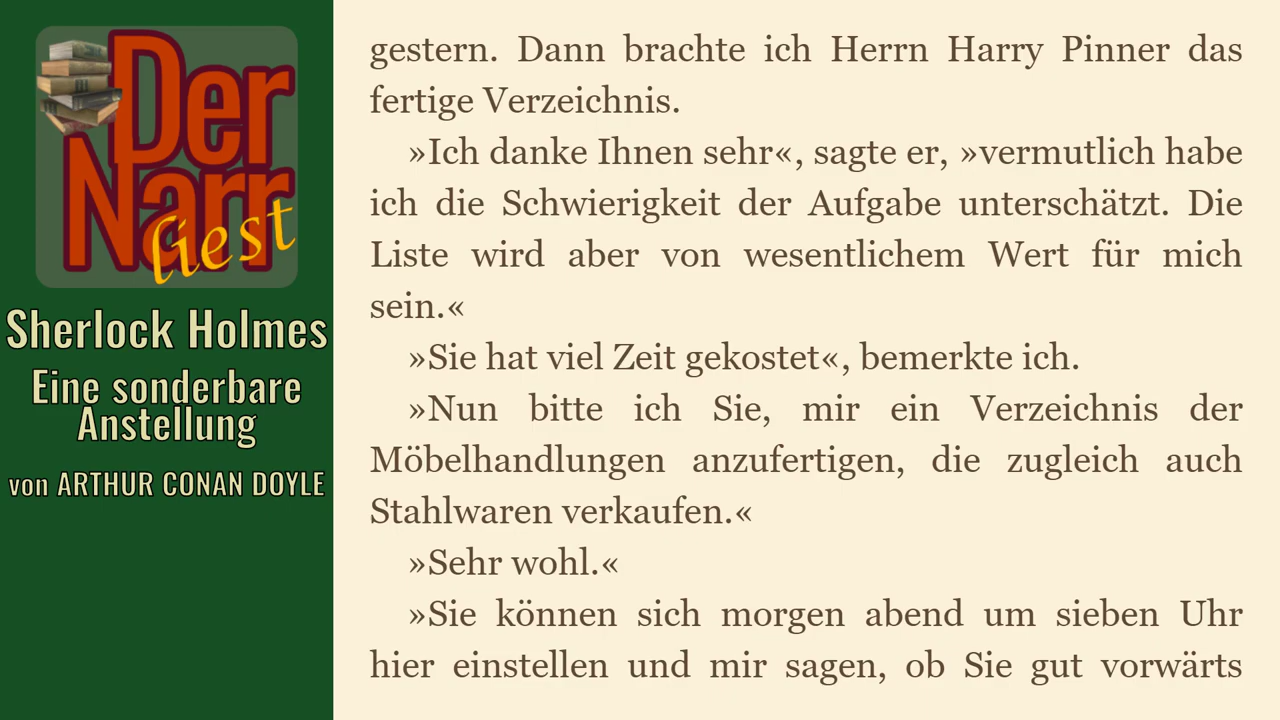 Der
Narr
liest
Sherlock Holmes
Eine sonderbare
Anstellung
von ARTHUR CONAN DOYLE
gestern. Dann brachte ich Herrn Harry Pinner das
fertige Verzeichnis.
»Ich danke Ihnen sehr«, sagte er, »vermutlich habe
ich die Schwierigkeit der Aufgabe unterschätzt. Die
Liste wird aber von wesentlichem Wert für mich
sein.«
»Sie hat viel Zeit gekostet«, bemerkte ich.
»Nun bitte ich Sie, mir ein Verzeichnis der
Möbelhandlungen anzufertigen, die zugleich auch
Stahlwaren verkaufen.«
»Sehr wohl.«
»Sie können sich morgen abend um sieben Uhr
hier einstellen und mir sagen, ob Sie gut vorwärts